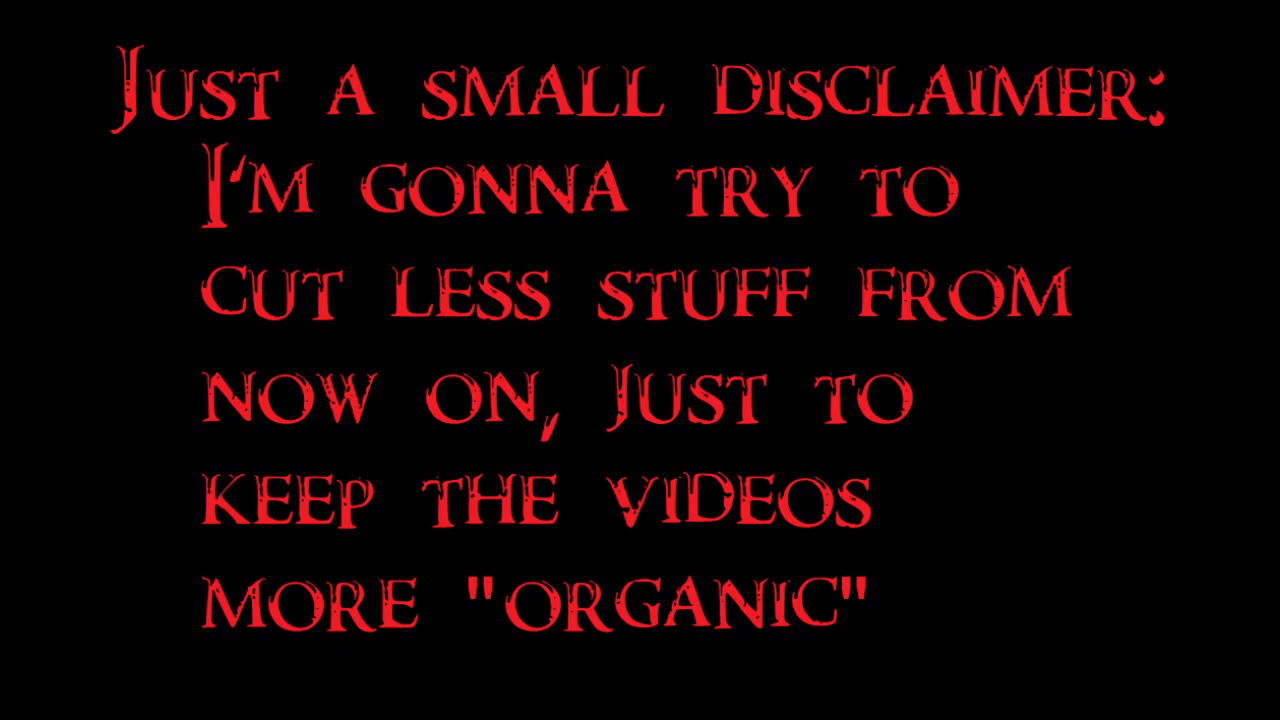 Just a small disclaimer:
I'm gonna try to
cut less stuff from
now on, just to
keep the videos
more "organic"